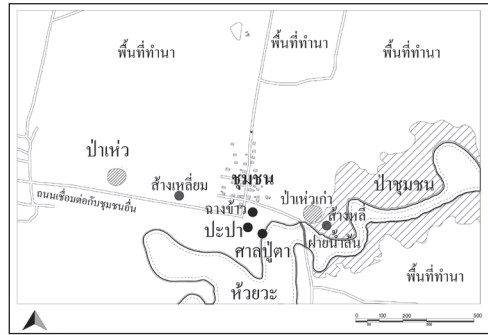 พื้นที่ทำนา
พื้นที่ทำนา
พื้นที่ทำนา
ป่าเห่ว
ส้างเหลี่ยม
ชุมชน
ป่าเห่วเก่า
ป่าชุมชน
ถนนเชื่อมต่อกับชุมชนอื่น
ฉางข้าว
ส้างหลี่
ปะปา
ฝายน้ำล้น
ศาลปู่ตา
ห้วยวะ
พื้นที่ทำนา
0 100 200 300